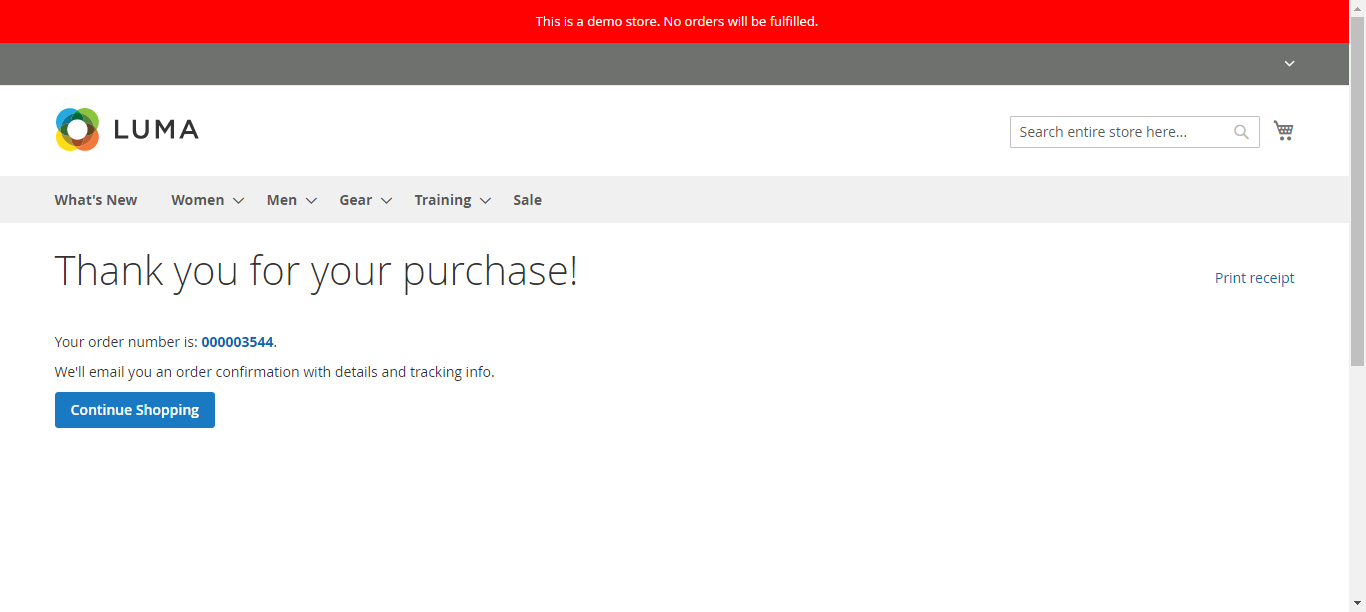 This is a demo store. No orders will be fulfilled.
LUMA
Search entire store here...
What's New Women Men Gear Training Sale
Thank you for your purchase!
Print receipt
Your order number is: 000003544.
We'll email you an order confirmation with details and tracking info.
Continue Shopping